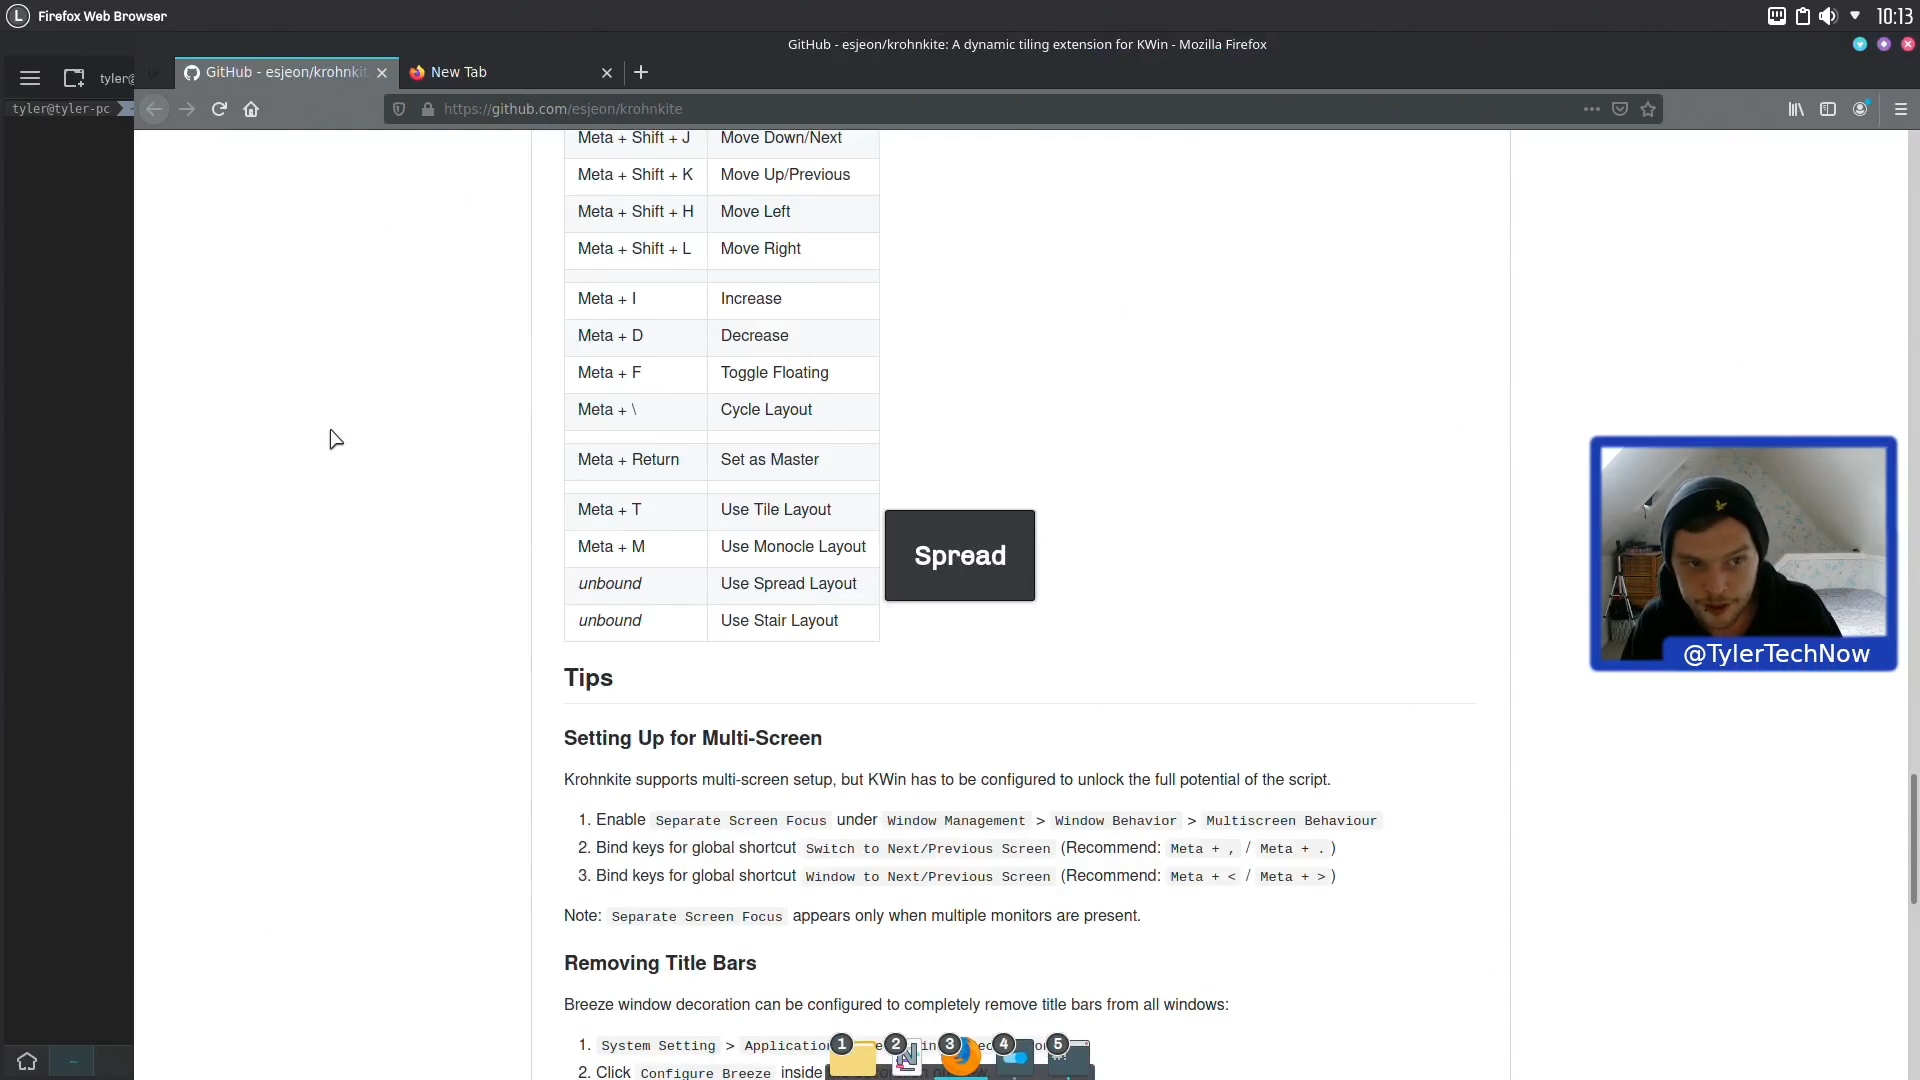 L Firefox Web Browser 10:13
GitHub - esjeon/krohnkite: A dynamic tiling extension for KWin - Mozilla Firefox
tyler@
GitHub - esjeon/krohnkit
New Tab
tyler@tyler-pc
https://github.com/esjeon/krohnkite
Meta + Shift + J Move Down/Next
Meta + Shift + K Move Up/Previous
Meta + Shift + H Move Left
Meta + Shift + L Move Right
Meta + I Increase
Meta + D Decrease
Meta + F Toggle Floating
Meta + \ Cycle Layout
Meta + Return Set as Master
Meta + T Use Tile Layout
Meta + M Use Monocle Layout
unbound Use Spread Layout
unbound Use Stair Layout
Spread
@TylerTechNow
Tips
Setting Up for Multi-Screen
Krohnkite supports multi-screen setup, but KWin has to be configured to unlock the full potential of the script.
1. Enable Separate Screen Focus under Window Management > Window Behavior > Multiscreen Behaviour
2. Bind keys for global shortcut Switch to Next/Previous Screen (Recommend: Meta + , / Meta + . )
3. Bind keys for global shortcut Window to Next/Previous Screen (Recommend: Meta + < / Meta + > )
Note: Separate Screen Focus appears only when multiple monitors are present.
Removing Title Bars
Breeze window decoration can be configured to completely remove title bars from all windows:
1. System Setting > Application
2. Click Configure Breeze inside
1 2 3 4 5
~